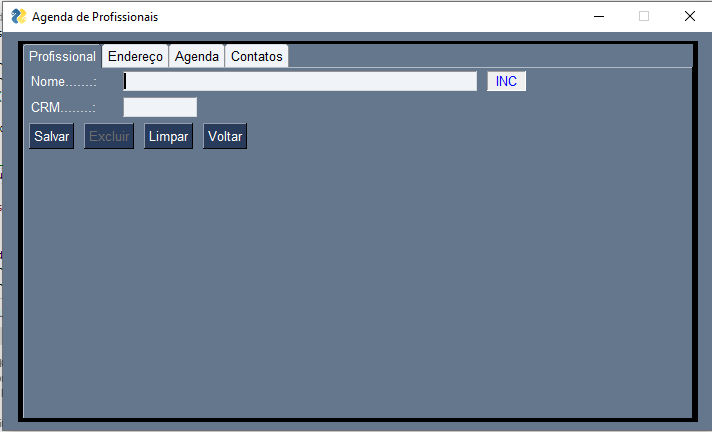 Agenda de Profissionais
Profissional Endereço Agenda Contatos
Nome.......: INC
CRM........:
Salvar Excluir Limpar Voltar